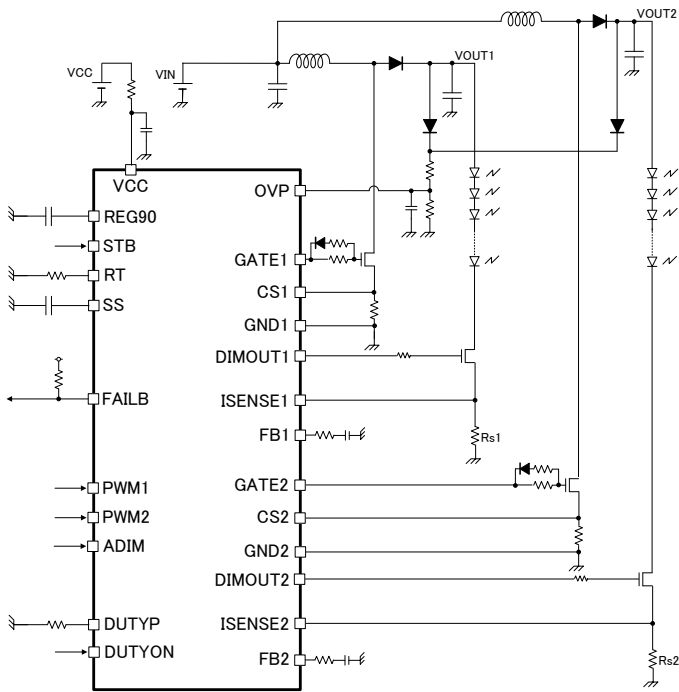 VOUT2
VOUT1
VCC
VIN
VCC
OVP
REG90
STB
GATE1
RT
CS1
SS
GND1
DIMOUT1
FAILB
ISENSE1
FB1
Rs1
PWM1
GATE2
PWM2
CS2
ADIM
GND2
DIMOUT2
DUTYP
ISENSE2
DUTYON
FB2
Rs2